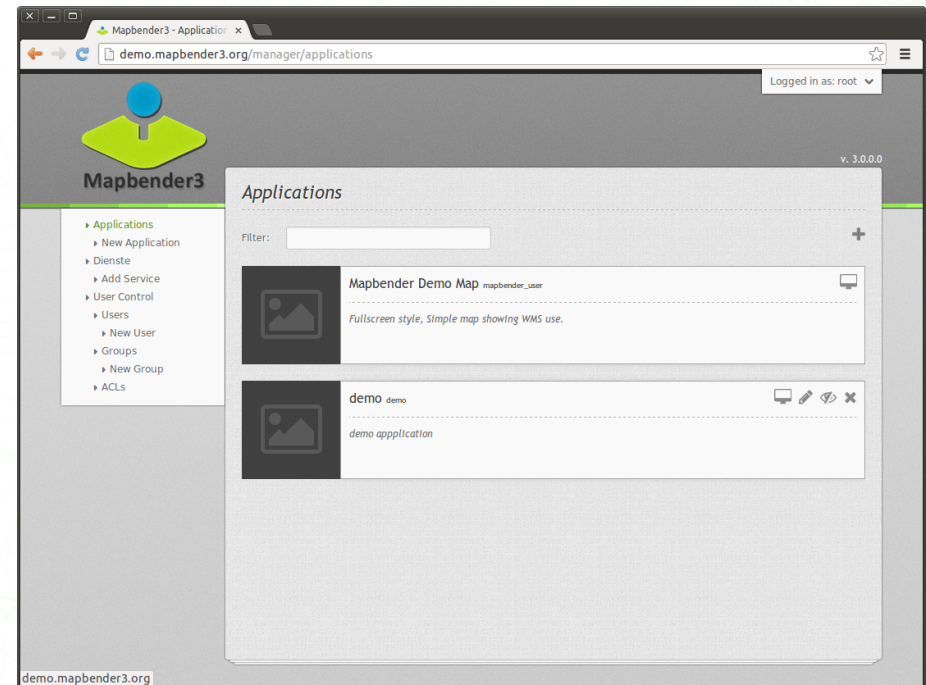 Mapbender3 - Application
demo.mapbender3.org/manager/applications
Logged in as: root
v. 3.0.0.0
Mapbender3
Applications
New Application
Dienste
Add Service
User Control
Users
New User
Groups
New Group
ACLs
Applications
Filter:
Mapbender Demo Map mapbender_user
Fullscreen style, Simple map showing WMS use.
demo demo
demo appplication
demo.mapbender3.org